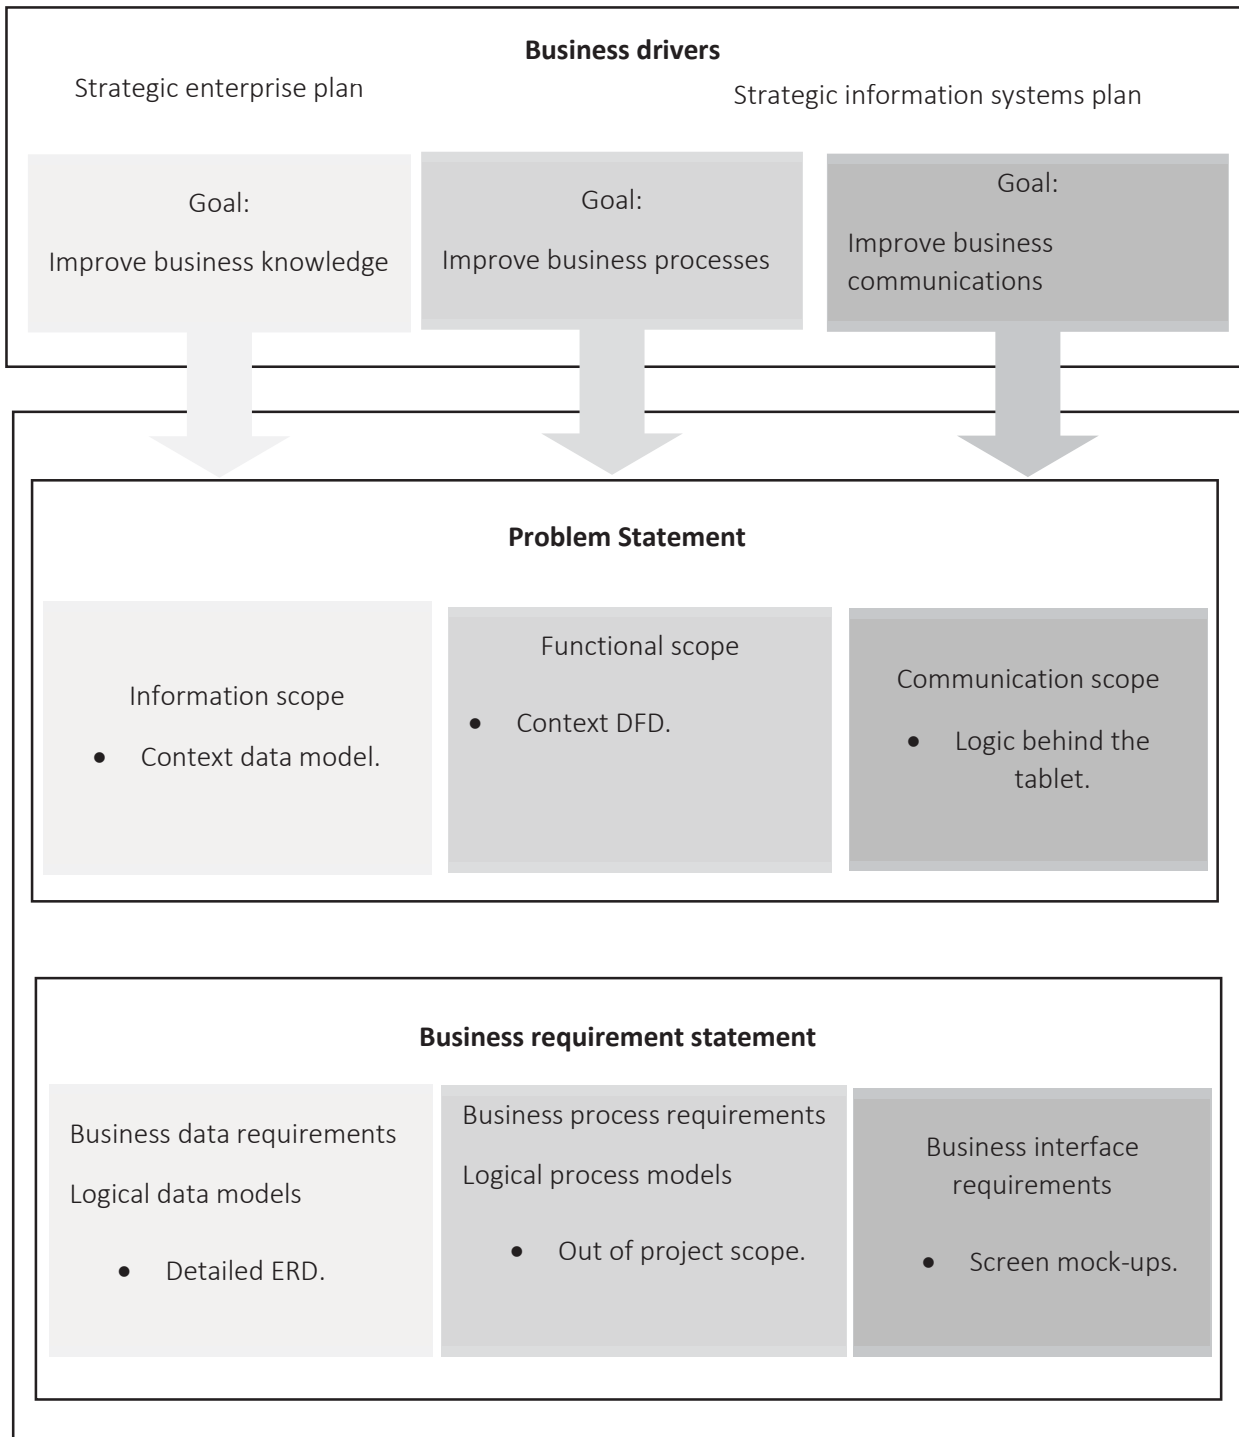 Business drivers
Strategic enterprise plan
Strategic information systems plan
Goal:
Improve business knowledge
Goal:
Improve business processes
Goal:
Improve business
communications
Problem Statement
Information scope
• Context data model.
Functional scope
• Context DFD.
Communication scope
• Logic behind the
tablet.
Business requirement statement
Business data requirements
Logical data models
• Detailed ERD.
Business process requirements
Logical process models
• Out of project scope.
Business interface
requirements
• Screen mock-ups.